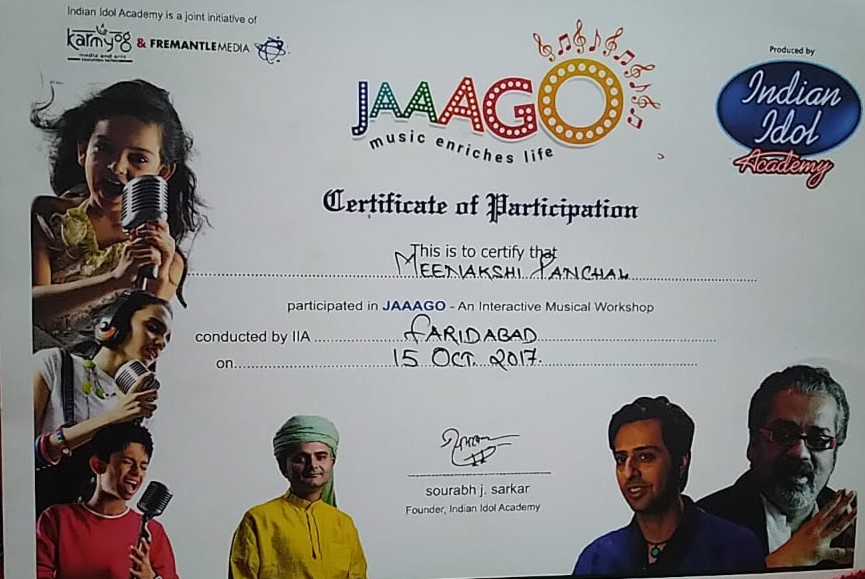 Indian Idol Academy is a joint initiative of
karmyog & FREMANTLEMEDIA
media and arts
Produced by
Indian
Idol
Academy
JAAAGO
music enriches life
Certificate of Participation
This is to certify that
MEENAKSHI PANCHAL
participated in JAAAGO - An Interactive Musical Workshop
conducted by IIA FARIDABAD
on 15 OCT. 2017.
sourabh j. sarkar
Founder, Indian Idol Academy